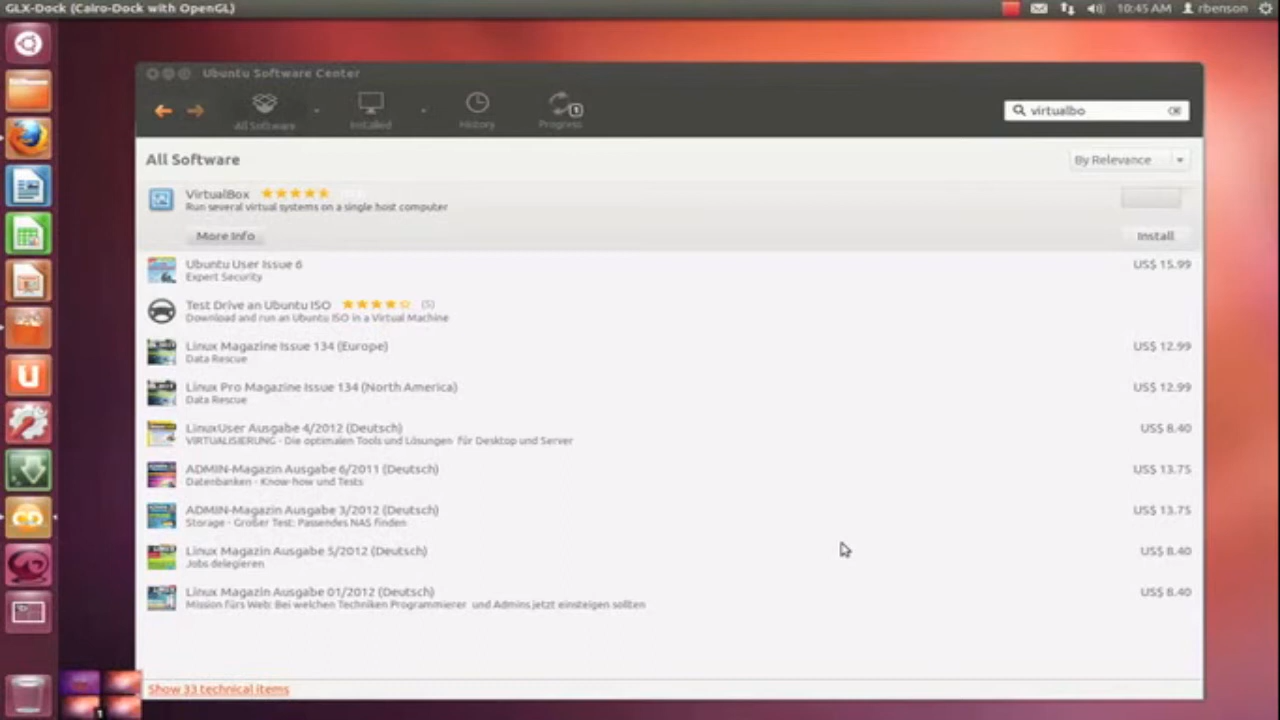 GLX-Dock (Cairo-Dock with OpenGL)
10:45 AM rbenson
Ubuntu Software Center
All Software
Installed
History
Progress
1
virtualbo
All Software
By Relevance
VirtualBox
Run several virtual systems on a single host computer
More Info
Install
Ubuntu User Issue 6
US$ 15.99
Expert Security
Test Drive an Ubuntu ISO (5)
Download and run an Ubuntu ISO in a Virtual Machine
Linux Magazine Issue 134 (Europe)
US$ 12.99
Data Rescue
Linux Pro Magazine Issue 134 (North America)
US$ 12.99
Data Rescue
LinuxUser Ausgabe 4/2012 (Deutsch)
US$ 8.40
VIRTUALISIERUNG - Die optimalen Tools und Lösungen für Desktop und Server
ADMIN-Magazin Ausgabe 6/2011 (Deutsch)
US$ 13.75
Datenbanken - Know-how und Tests
ADMIN-Magazin Ausgabe 3/2012 (Deutsch)
US$ 13.75
Storage - Großer Test: Passendes NAS finden
Linux Magazin Ausgabe 5/2012 (Deutsch)
US$ 8.40
Jobs delegieren
Linux Magazin Ausgabe 01/2012 (Deutsch)
US$ 8.40
Mission fürs Web: Bei welchen Techniken Programmierer und Admins jetzt einsteigen sollten
Show 33 technical items
1